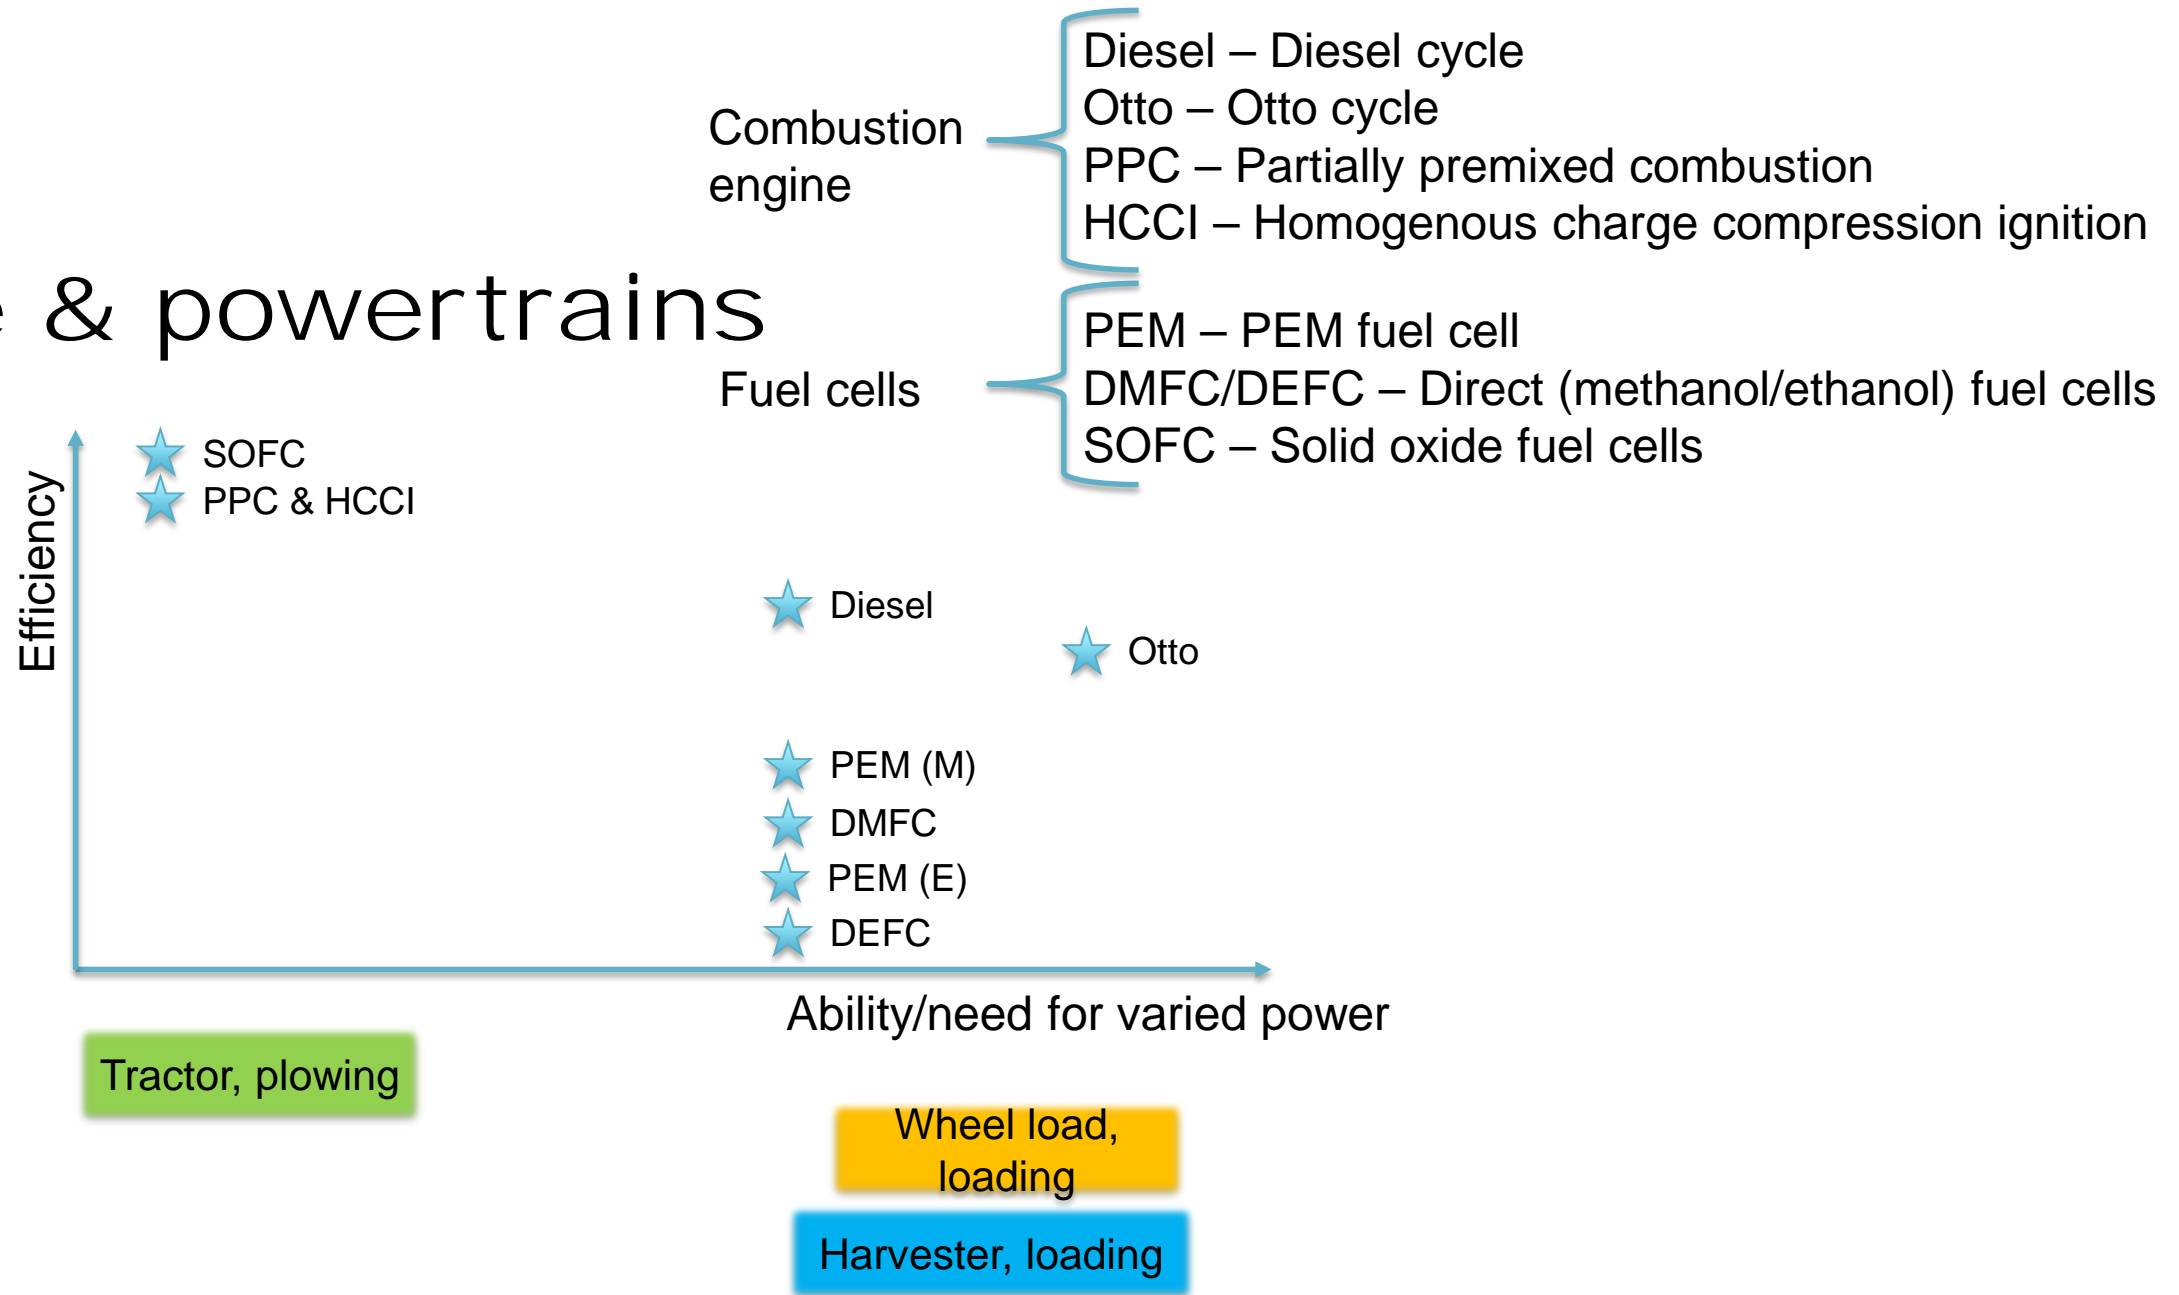 Combustion
engine
Diesel – Diesel cycle
Otto – Otto cycle
PPC – Partially premixed combustion
HCCI – Homogenous charge compression ignition
e & powertrains
Fuel cells
PEM – PEM fuel cell
DMFC/DEFC – Direct (methanol/ethanol) fuel cells
SOFC – Solid oxide fuel cells
Efficiency
SOFC
PPC & HCCI
Diesel
Otto
PEM (M)
DMFC
PEM (E)
DEFC
Ability/need for varied power
Tractor, plowing
Wheel load,
loading
Harvester, loading